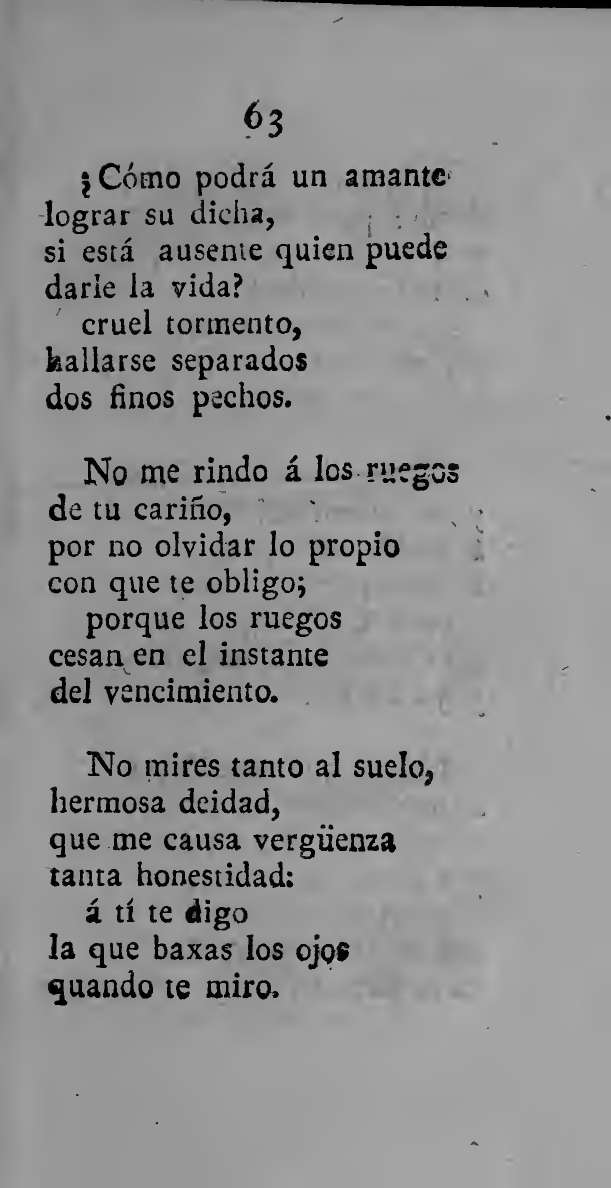 63
¿Cómo podrá un amante
lograr su dicha,
si está ausente quien puede
darle la vida?
cruel tormento,
hallarse separados
dos finos pechos.
No me rindo á los ruegos
de tu cariño,
por no olvidar lo propio
con que te obligo;
porque los ruegos
cesan en el instante
del vencimiento.
No mires tanto al suelo,
hermosa deidad,
que me causa vergüenza
tanta honestidad:
á tí te digo
la que baxas los ojos
quando te miro.